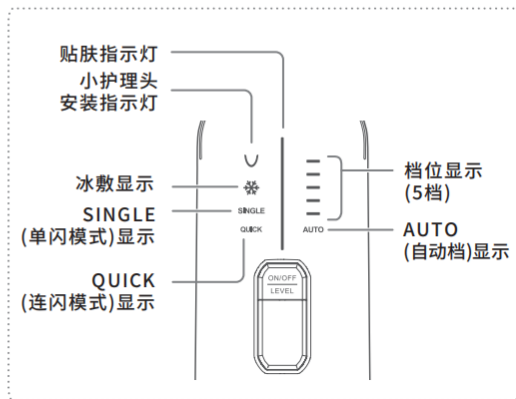 贴肤指示灯
小护理头
安装指示灯
冰敷显示
SINGLE
(单闪模式)显示
QUICK
(连闪模式)显示
SINGLE
QUICK
AUTO
ON/OFF
LEVEL
档位显示
(5档)
AUTO
(自动档)显示